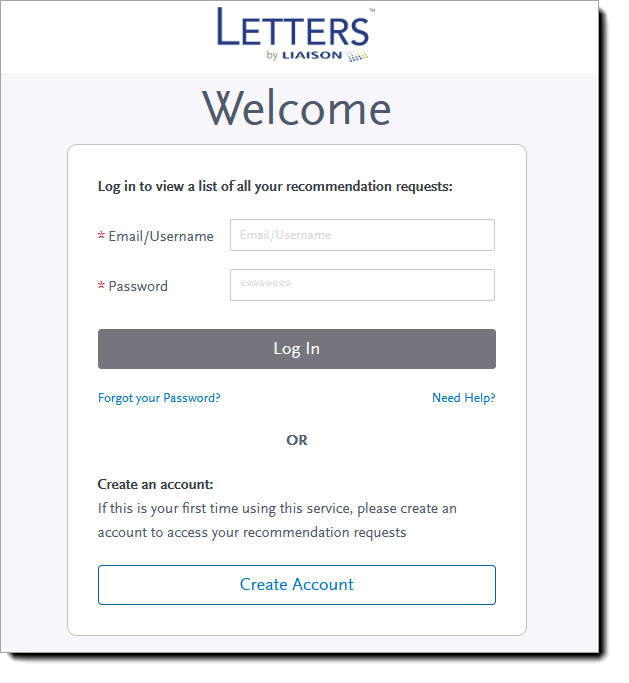 LETTERS™
by LIAISON
Welcome
Log in to view a list of all your recommendation requests:
* Email/Username
Email/Username
* Password
********
Log In
Forgot your Password?
Need Help?
OR
Create an account:
If this is your first time using this service, please create an
account to access your recommendation requests
Create Account